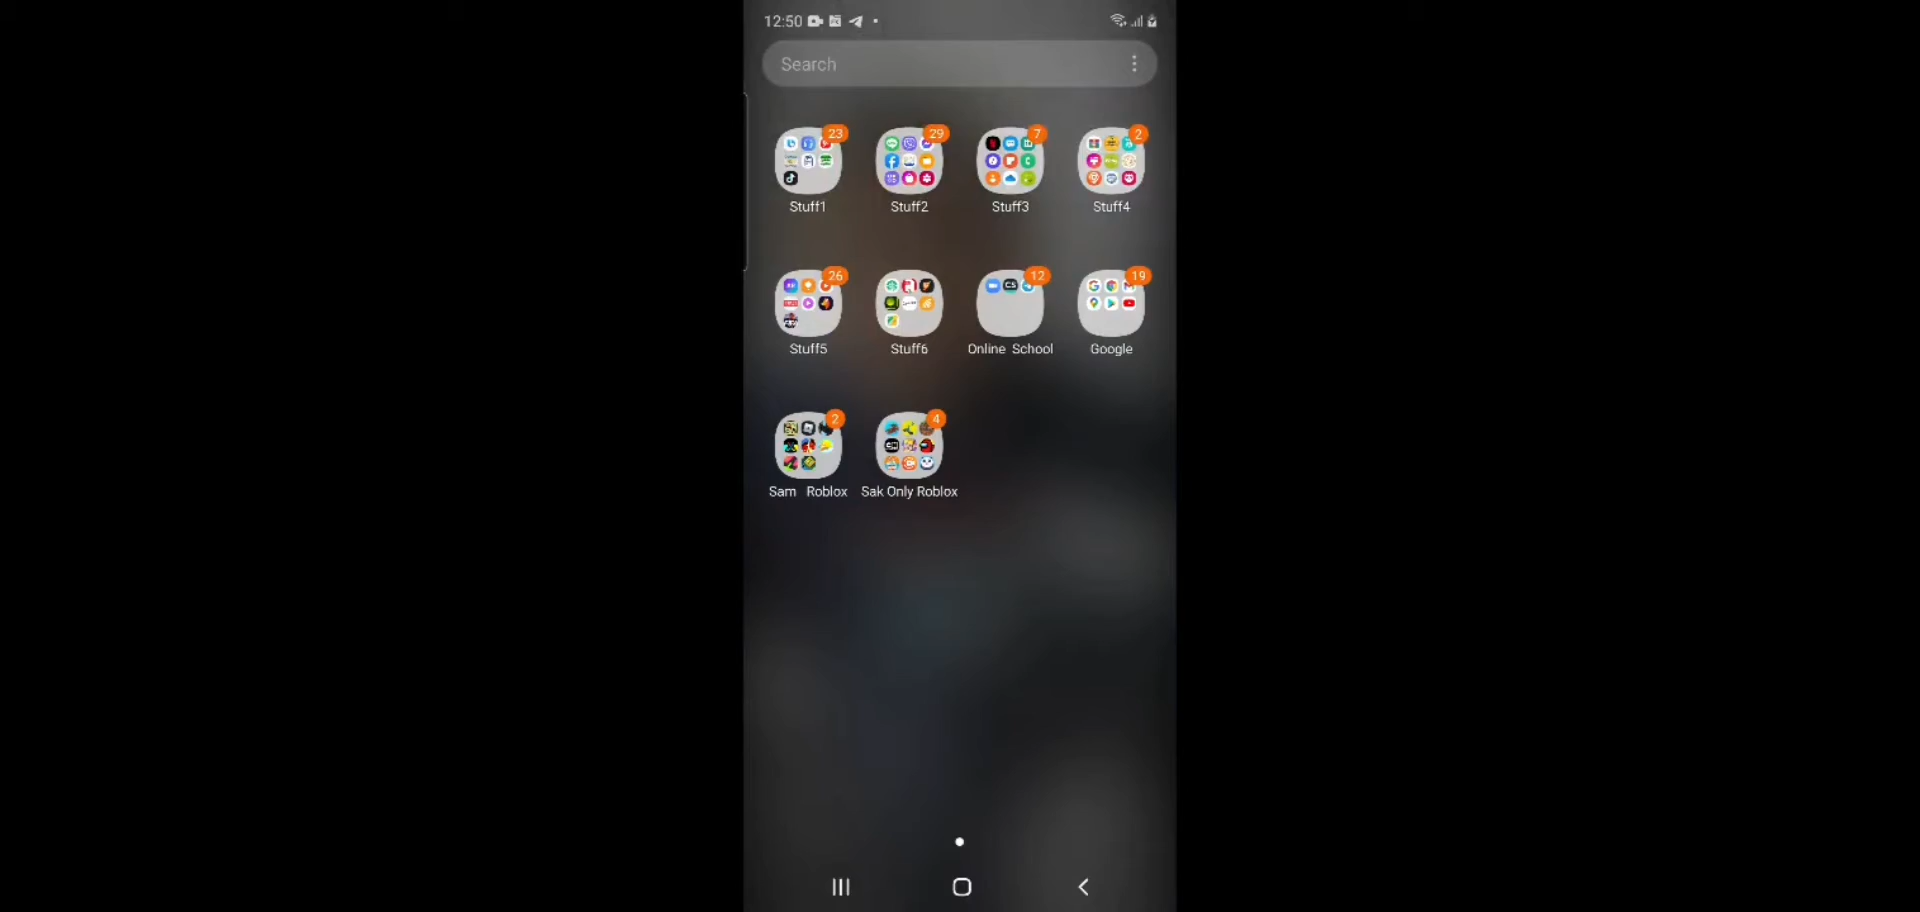 12:50
Search
23
29
7
2
Stuff1
Stuff2
Stuff3
Stuff4
26
12
19
CS
Stuff5
Stuff6
Online School
Google
2
4
Sam Roblox
Sak Only Roblox